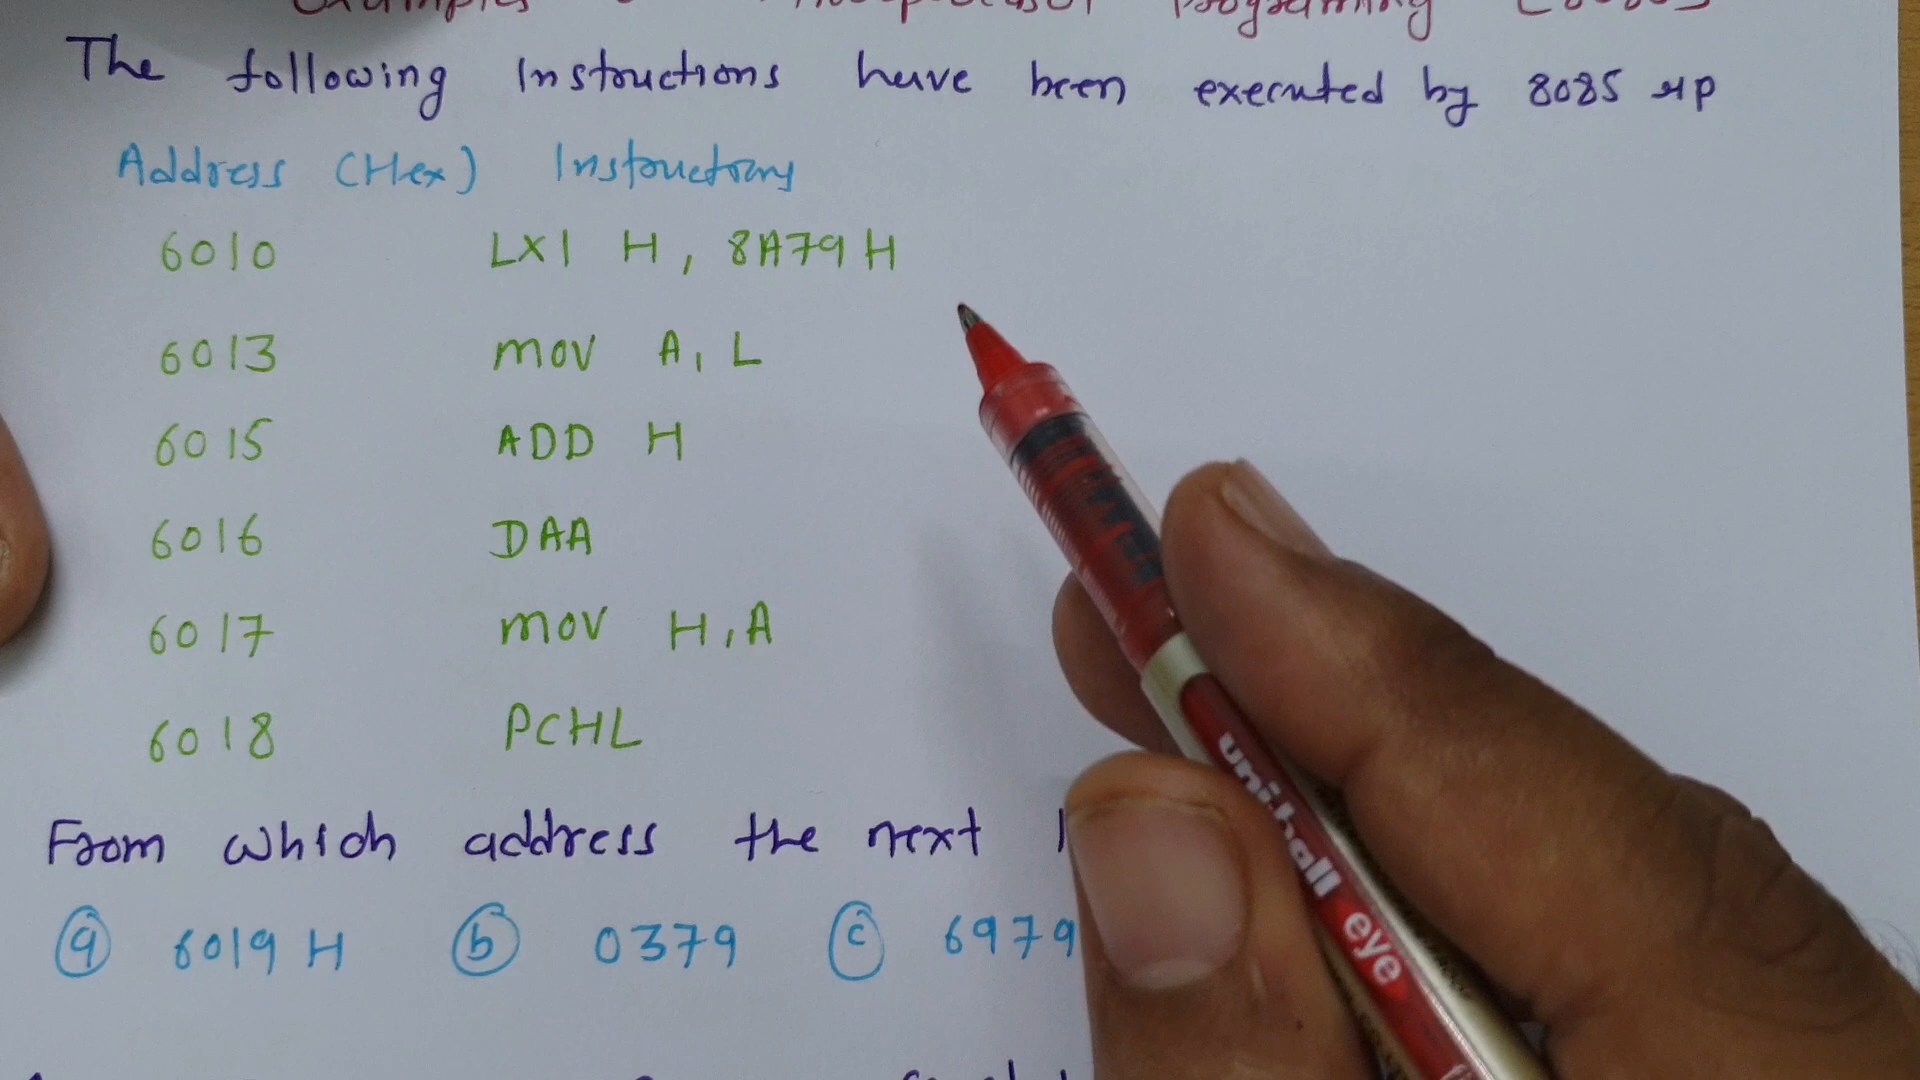 Programming
The following Instructions have been executed by 8085 μp
Address (Hex) Instructions
6010 LXI H, 8A79 H
6013 MOV A, L
6015 ADD H
6016 DAA
6017 MOV H, A
6018 PCHL
From which address the next
(a) 6019 H (b) 0379 (c) 6979
uni-ball eye